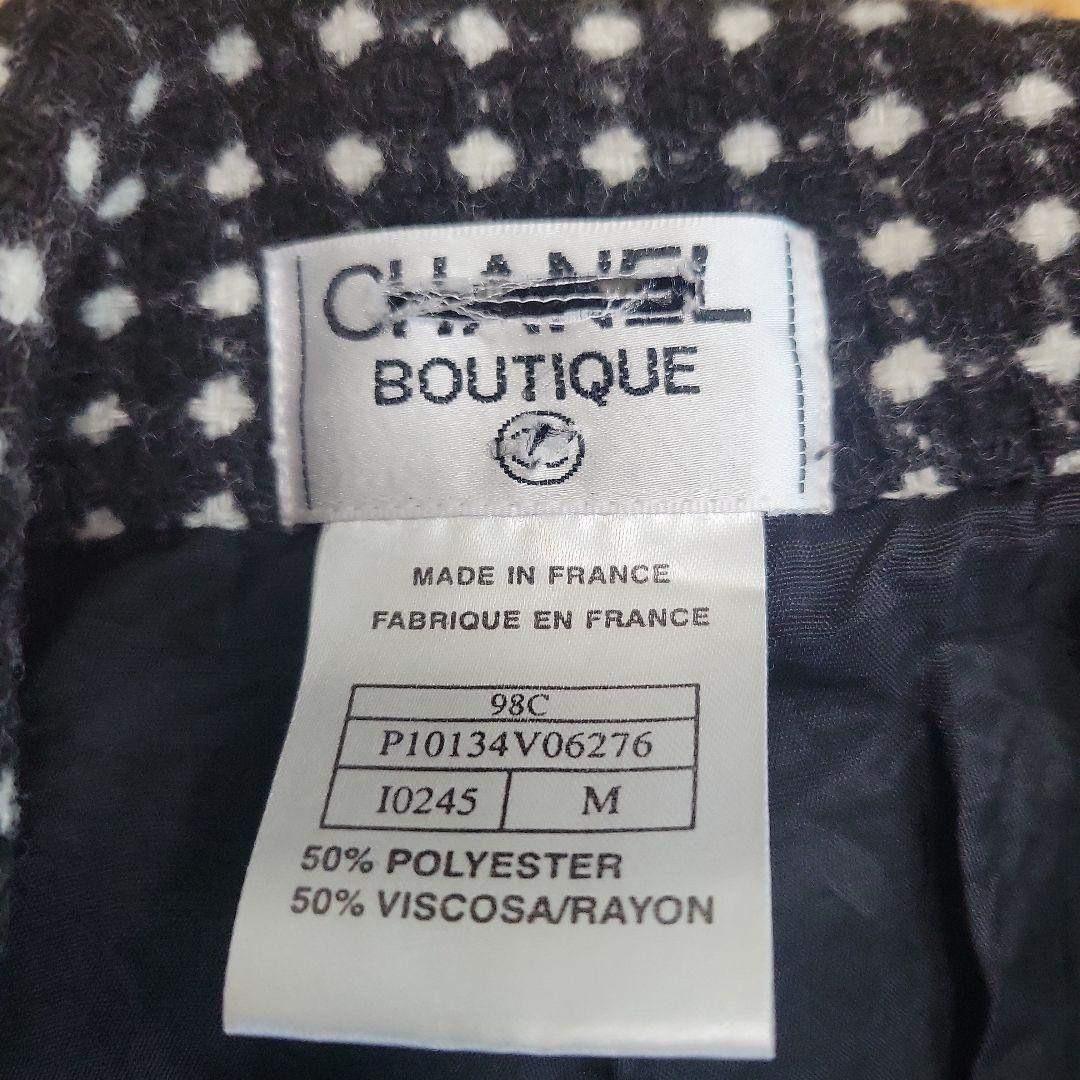 CHANEL
BOUTIQUE
MADE IN FRANCE
FABRIQUE EN FRANCE
98C
P10134V06276
I0245 M
50% POLYESTER
50% VISCOSA/RAYON